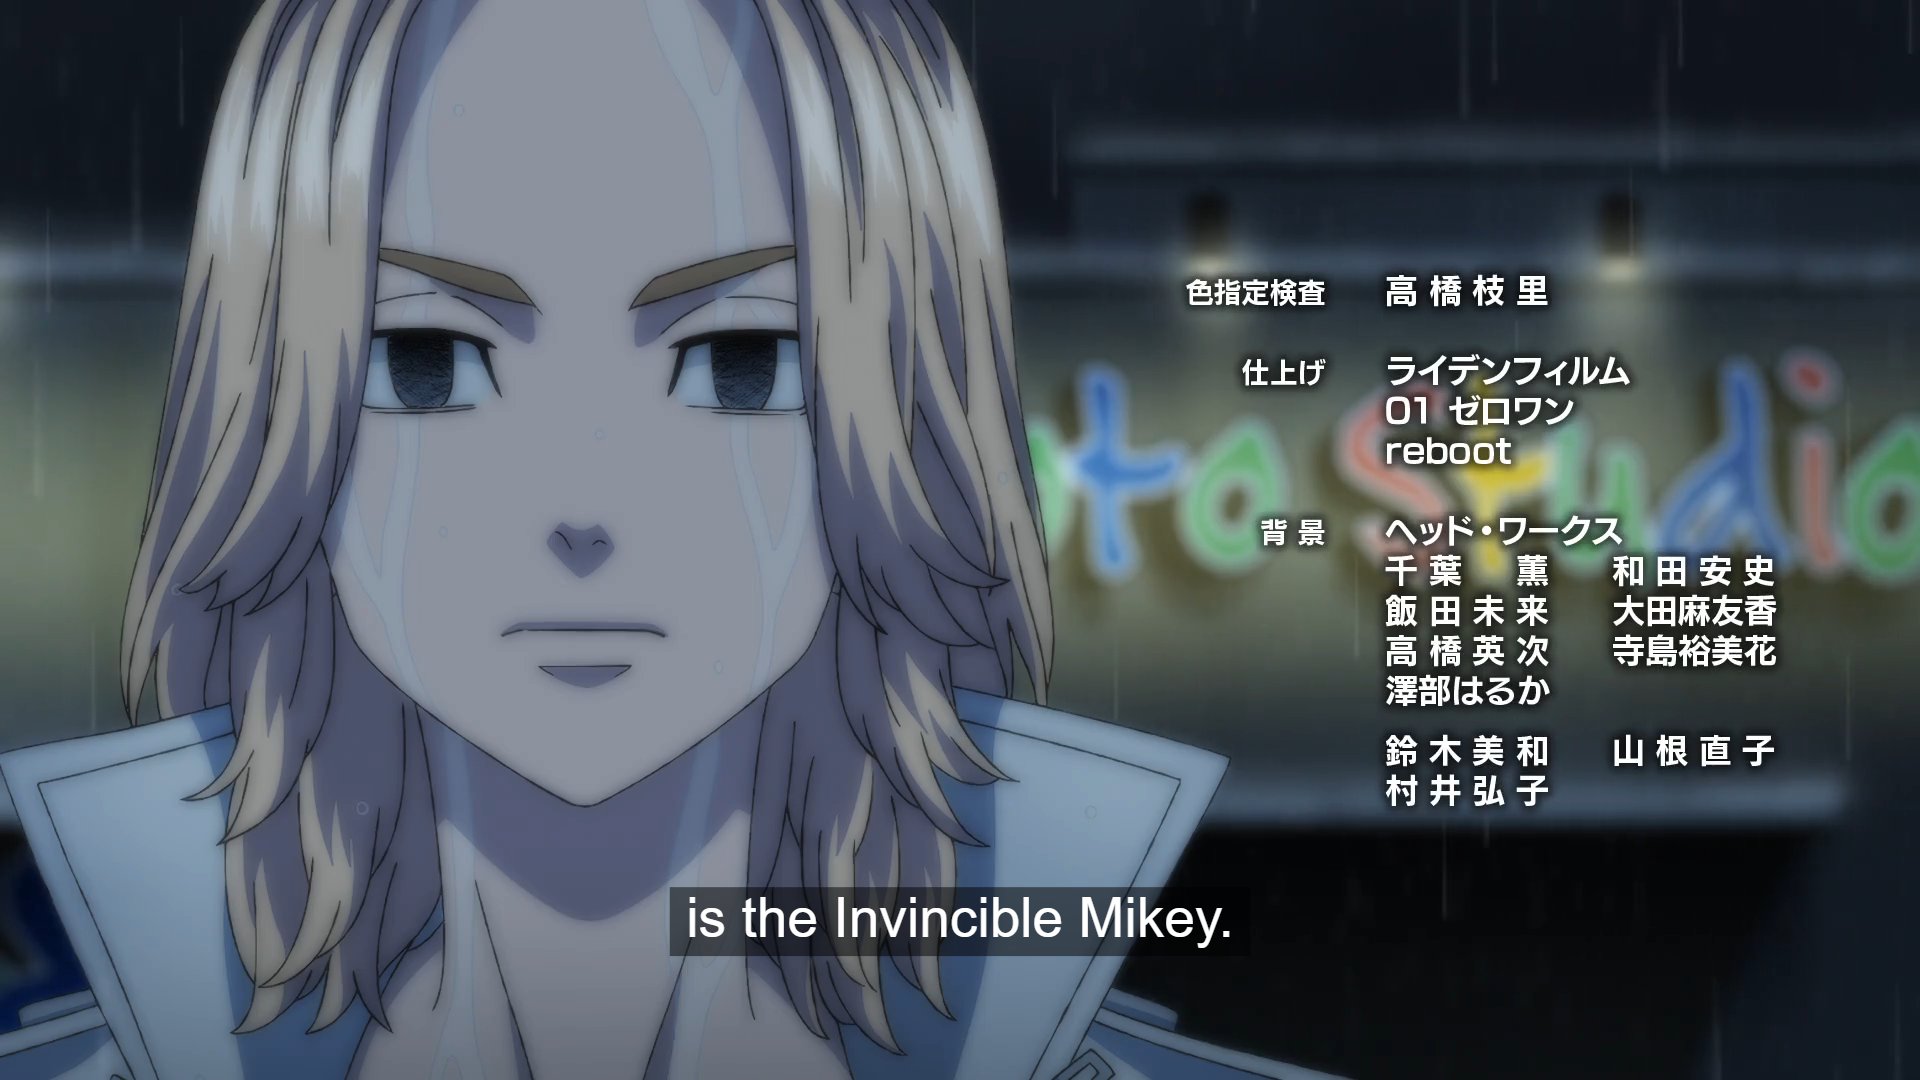 色指定検査 高橋枝里
仕上げ ライデンフィルム
01 ゼロワン
reboot
oto Studio
背景 ヘッド・ワークス
千葉 薫 和田安史
飯田未来 大田麻友香
高橋英次 寺島裕美花
澤部はるか
鈴木美和 山根直子
村井弘子
is the Invincible Mikey.